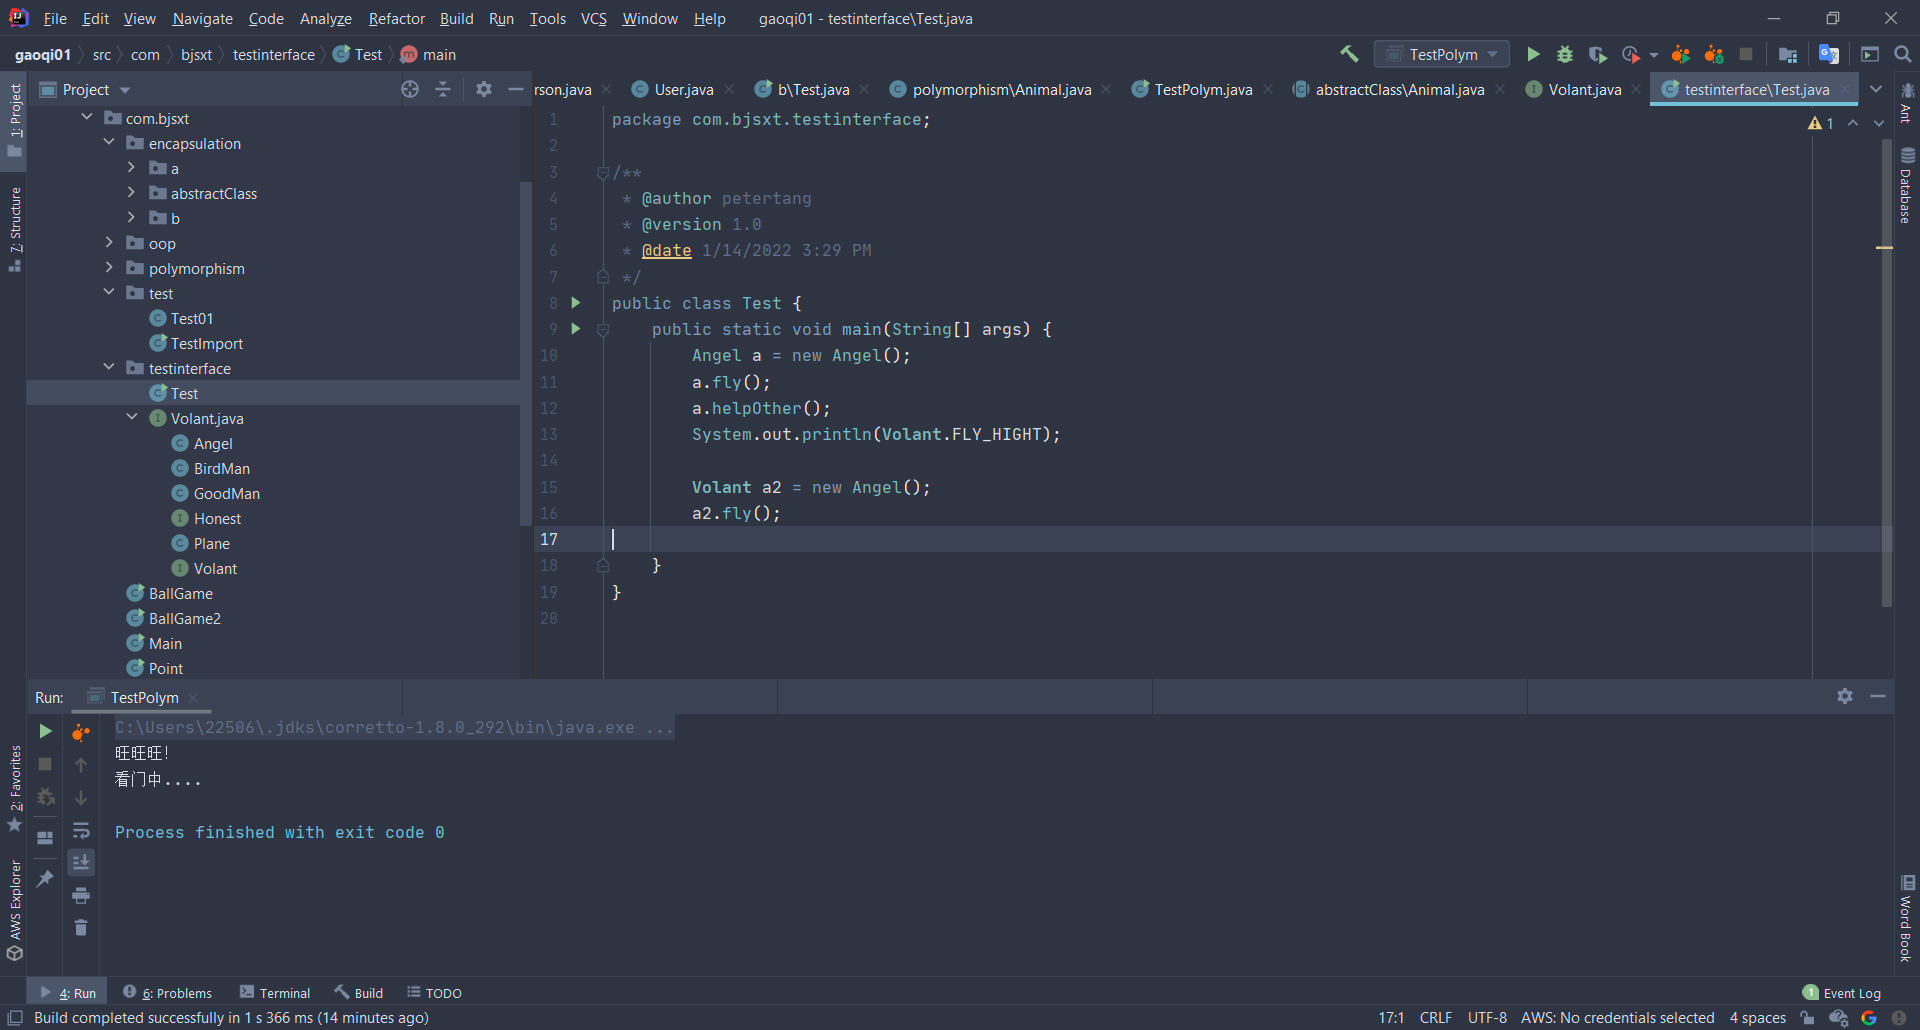 File Edit View Navigate Code Analyze Refactor Build Run Tools VCS Window Help gaoqi01 - testinterface\Test.java
gaoqi01 src com bjsxt testinterface Test main
TestPolym
1: Project
7: Structure
2: Favorites
AWS Explorer
Project
com.bjsxt
encapsulation
a
abstractClass
b
oop
polymorphism
test
Test01
TestImport
testinterface
Test
Volant.java
Angel
BirdMan
GoodMan
Honest
Plane
Volant
BallGame
BallGame2
Main
Point
rson.java User.java b\Test.java polymorphism\Animal.java TestPolym.java abstractClass\Animal.java Volant.java testinterface\Test.java
1
1 package com.bjsxt.testinterface;
2
3 /**
4 * @author petertang
5 * @version 1.0
6 * @date 1/14/2022 3:29 PM
7 */
8 public class Test {
9 public static void main(String[] args) {
10 Angel a = new Angel();
11 a.fly();
12 a.helpOther();
13 System.out.println(Volant.FLY_HIGHT);
14
15 Volant a2 = new Angel();
16 a2.fly();
17
18 }
19 }
20
Ant
Database
Word Book
Run: TestPolym
C:\Users\22506\.jdks\corretto-1.8.0_292\bin\java.exe ...
旺旺旺!
看门中....
Process finished with exit code 0
4: Run 6: Problems Terminal Build TODO 1 Event Log
Build completed successfully in 1 s 366 ms (14 minutes ago) 17:1 CRLF UTF-8 AWS: No credentials selected 4 spaces